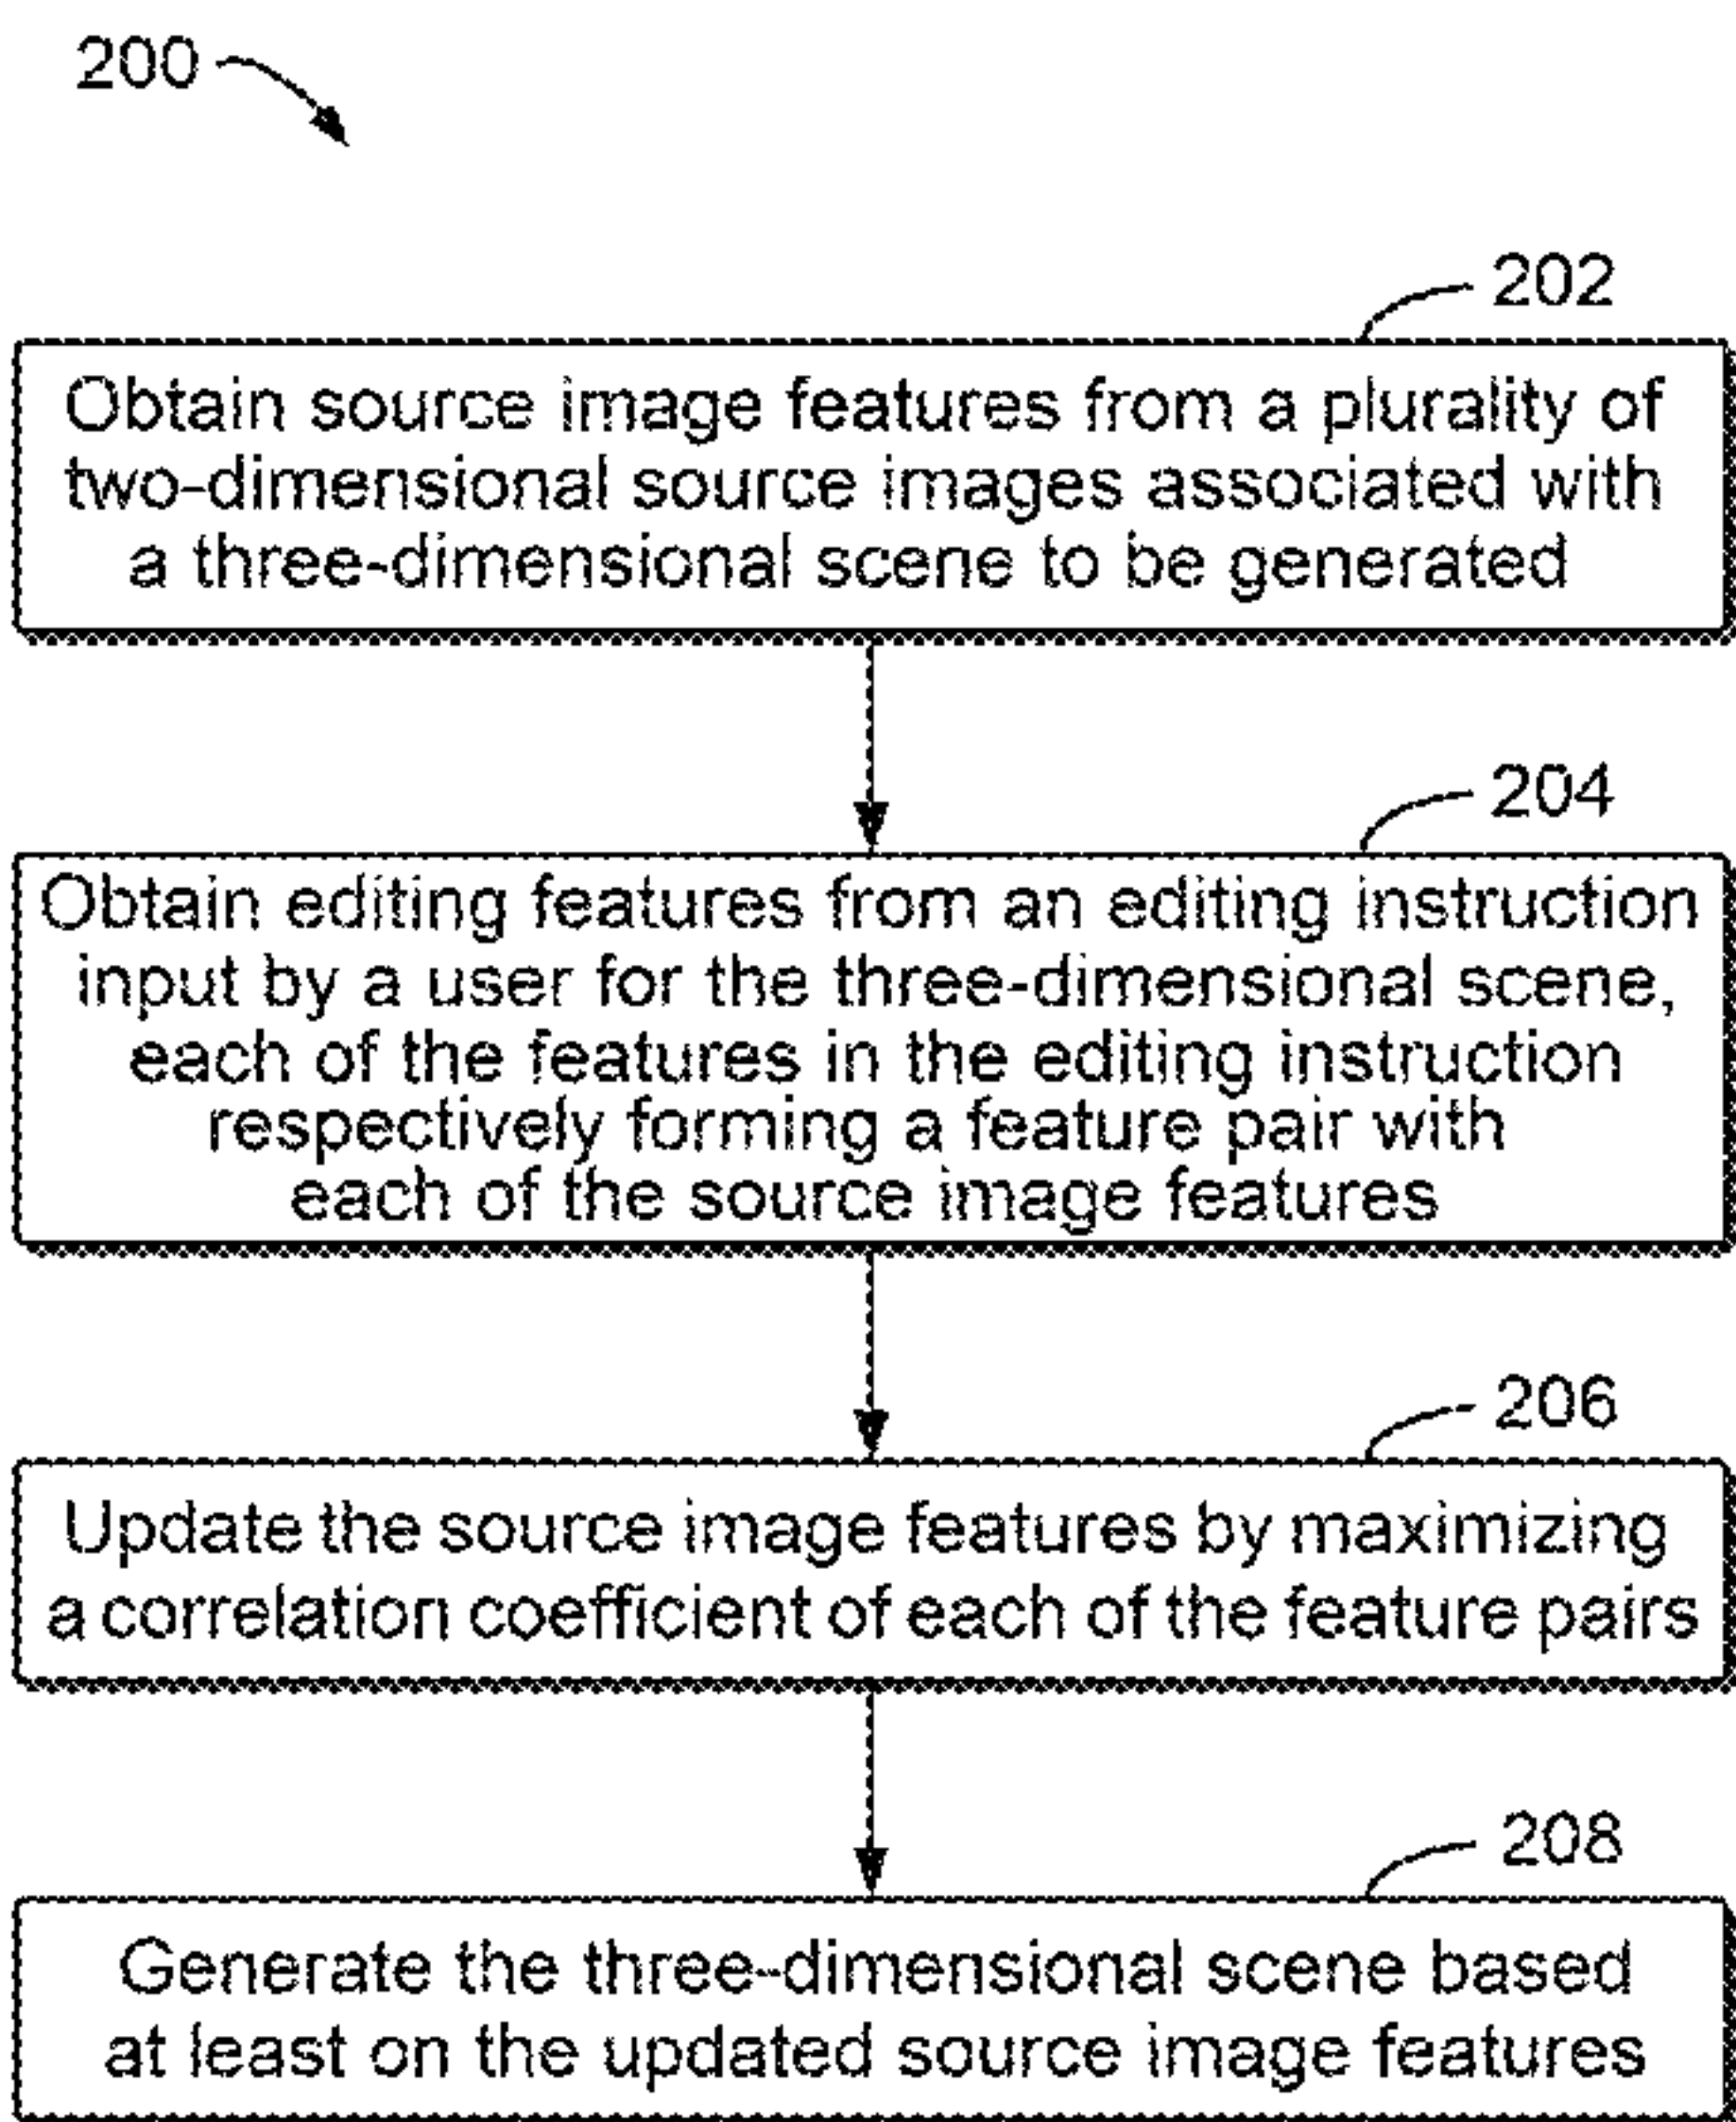 200
202
Obtain source image features from a plurality of
two-dimensional source images associated with
a three-dimensional scene to be generated
204
Obtain editing features from an editing instruction
input by a user for the three-dimensional scene,
each of the features in the editing instruction
respectively forming a feature pair with
each of the source image features
206
Update the source image features by maximizing
a correlation coefficient of each of the feature pairs
208
Generate the three-dimensional scene based
at least on the updated source image features